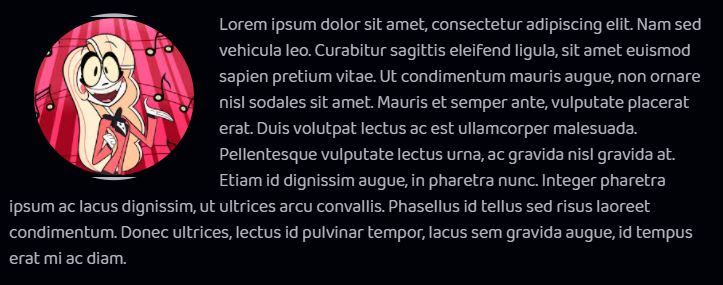 Lorem ipsum dolor sit amet, consectetur adipiscing elit. Nam sed
vehicula leo. Curabitur sagittis eleifend ligula, sit amet euismod
sapien pretium vitae. Ut condimentum mauris augue, non ornare
nisl sodales sit amet. Mauris et semper ante, vulputate placerat
erat. Duis volutpat lectus ac est ullamcorper malesuada.
Pellentesque vulputate lectus urna, ac gravida nisl gravida at.
Etiam id dignissim augue, in pharetra nunc. Integer pharetra
ipsum ac lacus dignissim, ut ultrices arcu convallis. Phasellus id tellus sed risus laoreet
condimentum. Donec ultrices, lectus id pulvinar tempor, lacus sem gravida augue, id tempus
erat mi ac diam.